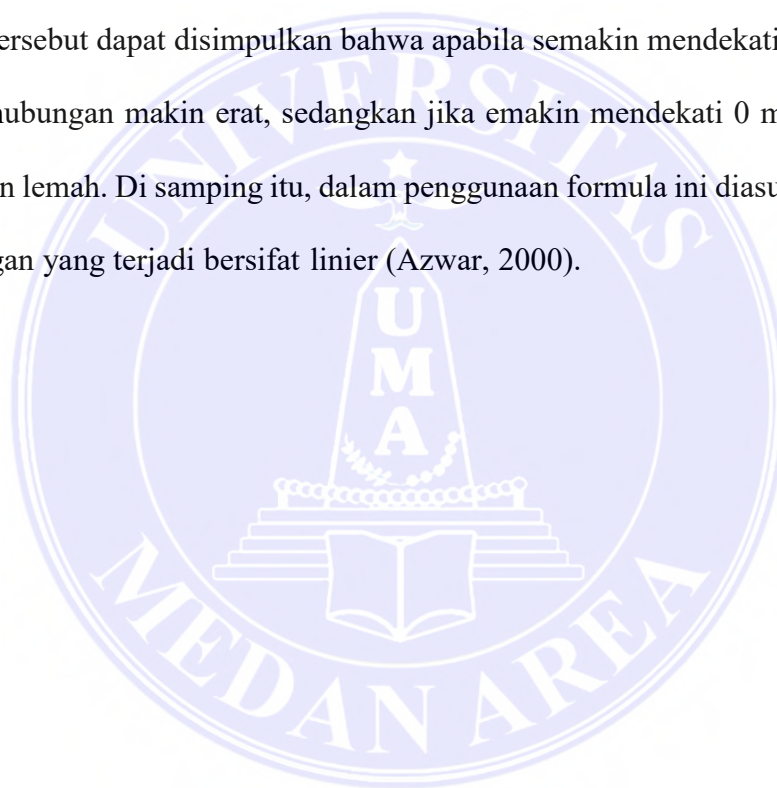 ersebut dapat disimpulkan bahwa apabila semakin mendekati
ubungan makin erat, sedangkan jika emakin mendekati 0 m
n lemah. Di samping itu, dalam penggunaan formula ini diasu
gan yang terjadi bersifat linier (Azwar, 2000).
UNIVERSITAS
UMA
MEDAN AREA